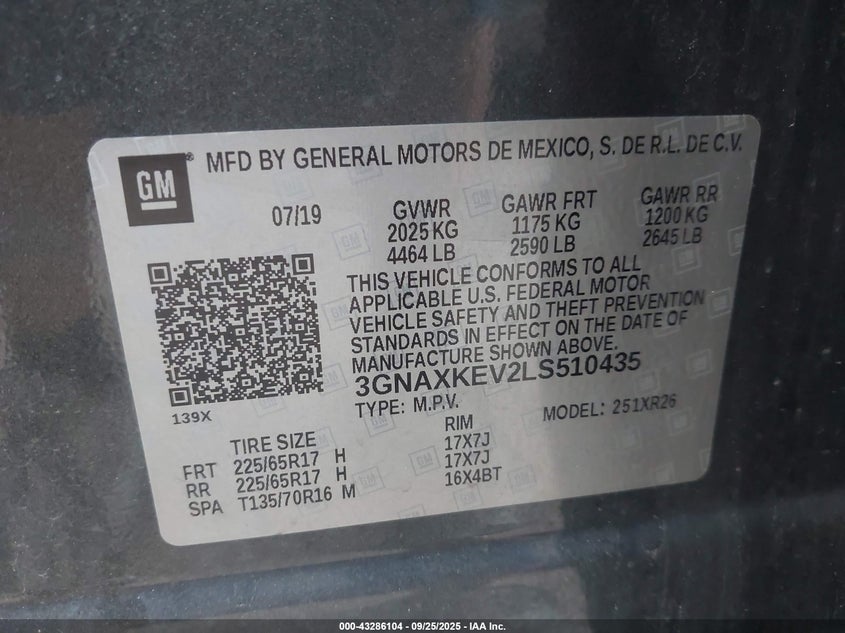 GM
MFD BY GENERAL MOTORS DE MEXICO, S. DE R.L. DE C.V.
07/19 GVWR GAWR FRT GAWR RR
2025 KG 1175 KG 1200 KG
4464 LB 2590 LB 2645 LB
THIS VEHICLE CONFORMS TO ALL
APPLICABLE U.S. FEDERAL MOTOR
VEHICLE SAFETY AND THEFT PREVENTION
STANDARDS IN EFFECT ON THE DATE OF
MANUFACTURE SHOWN ABOVE.
3GNAXKEV2LS510435
139X
TYPE: M.P.V. MODEL: 251XR26
TIRE SIZE RIM
FRT 225/65R17 H 17X7J
RR 225/65R17 H 17X7J
SPA T135/70R16 M 16X4BT
000-43286104 - 09/25/2025 - IAA Inc.